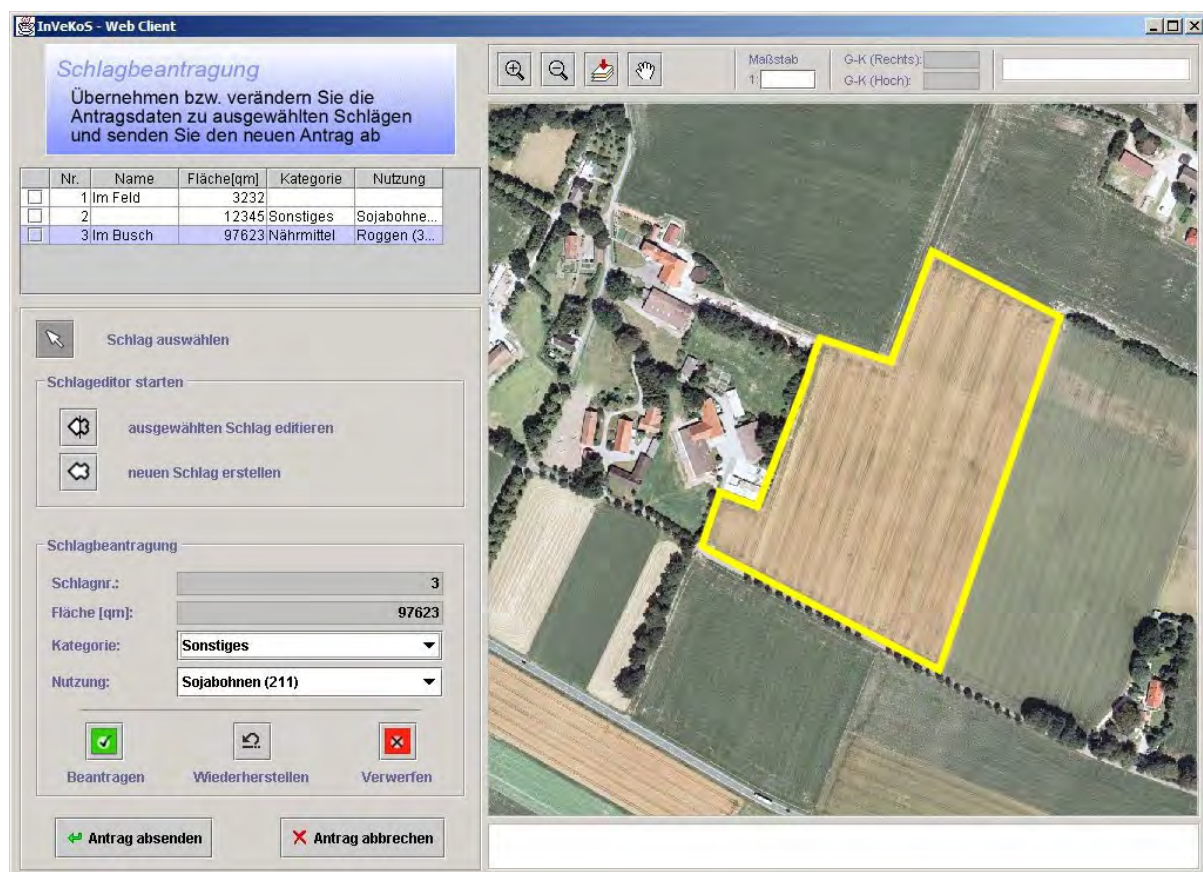 InVeKoS - Web Client
Schlagbeantragung
Übernehmen bzw. verändern Sie die
Antragsdaten zu ausgewählten Schlägen
und senden Sie den neuen Antrag ab
Maßstab
1:
G-K (Rechts):
G-K (Hoch):
Nr. Name Fläche[qm] Kategorie Nutzung
1 Im Feld 3232
2 12345 Sonstiges Sojabohne...
3 Im Busch 97623 Nährmittel Roggen (3...
Schlag auswählen
Schlageditor starten
ausgewählten Schlag editieren
neuen Schlag erstellen
Schlagbeantragung
Schlagnr.: 3
Fläche [qm]: 97623
Kategorie: Sonstiges
Nutzung: Sojabohnen (211)
Beantragen Wiederherstellen Verwerfen
Antrag absenden Antrag abbrechen